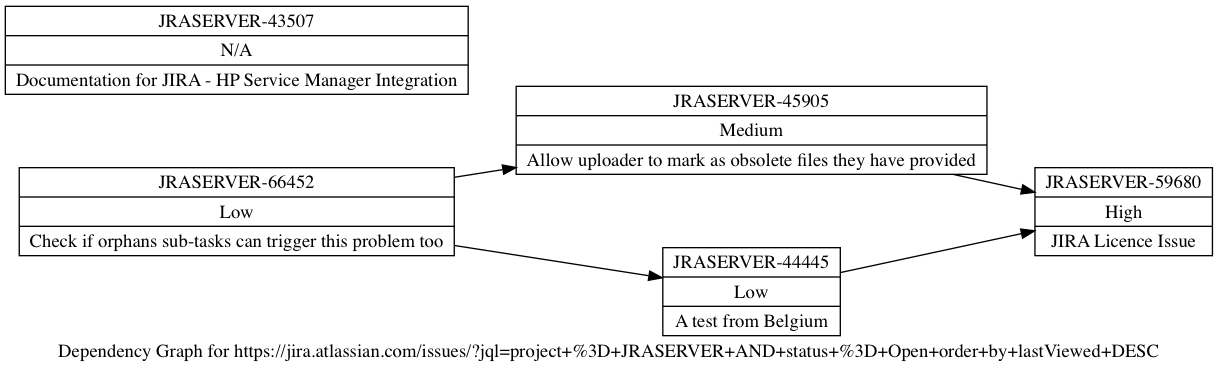 JRASERVER-43507
N/A
Documentation for JIRA - HP Service Manager Integration
JRASERVER-45905
Medium
Allow uploader to mark as obsolete files they have provided
JRASERVER-66452
Low
Check if orphans sub-tasks can trigger this problem too
JRASERVER-59680
High
JIRA Licence Issue
JRASERVER-44445
Low
A test from Belgium
Dependency Graph for https://jira.atlassian.com/issues/?jql=project+%3D+JRASERVER+AND+status+%3D+Open+order+by+lastViewed+DESC